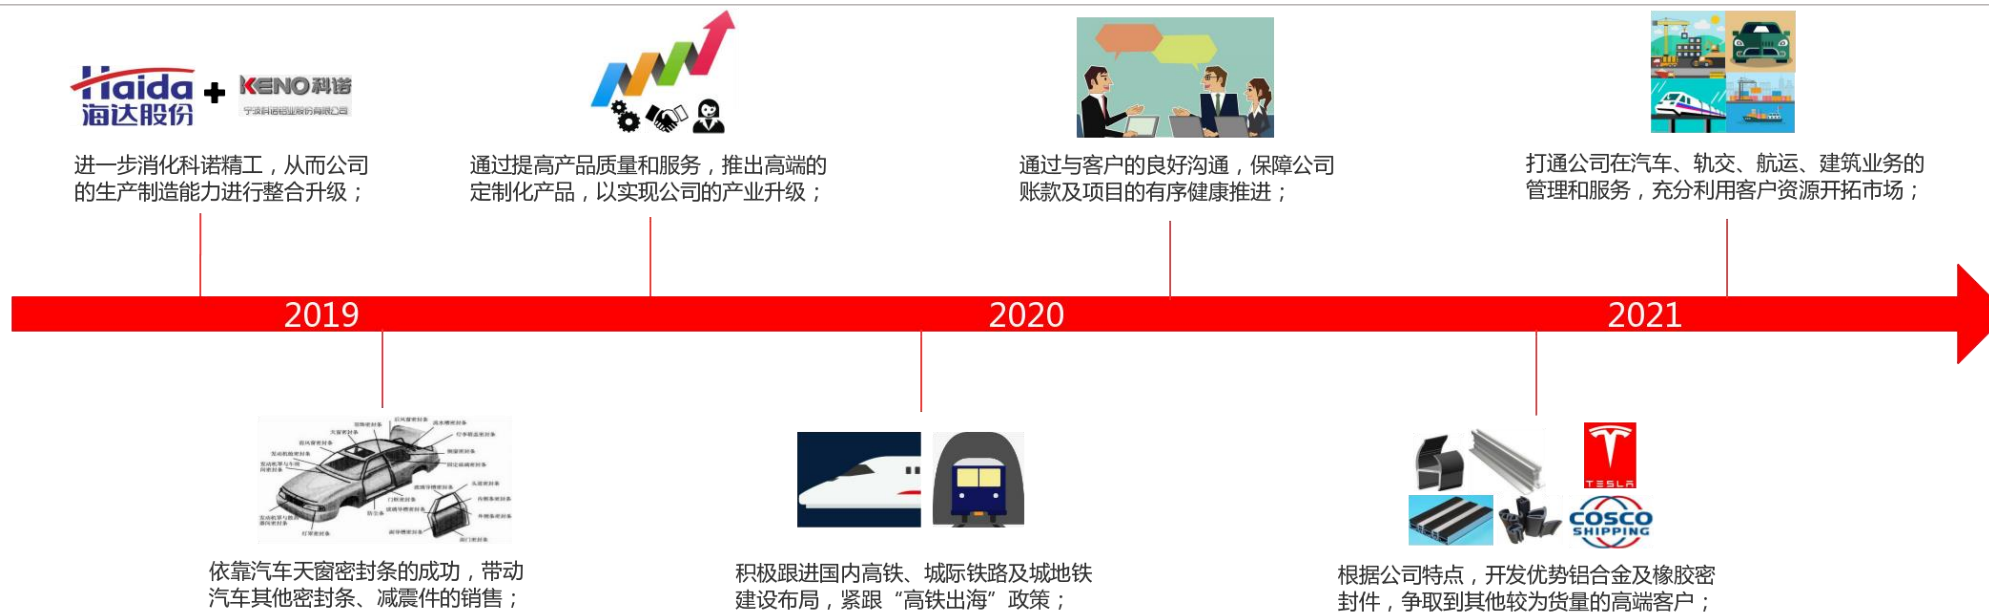 Haida
海达股份
KENO科诺
宁波科诺铝业股份有限公司
进一步消化科诺精工，从而公司
的生产制造能力进行整合升级；
通过提高产品质量和服务，推出高端的
定制化产品，以实现公司的产业升级；
通过与客户的良好沟通，保障公司
账款及项目的有序健康推进；
打通公司在汽车、轨交、航运、建筑业务的
管理和服务，充分利用客户资源开拓市场；
2019
2020
2021
依靠汽车天窗密封条的成功，带动
汽车其他密封条、减震件的销售；
积极跟进国内高铁、城际铁路及城地铁
建设布局，紧跟“高铁出海”政策；
TESLA
COSCO
SHIPPING
根据公司特点，开发优势铝合金及橡胶密
封件，争取到其他较为货量的高端客户；